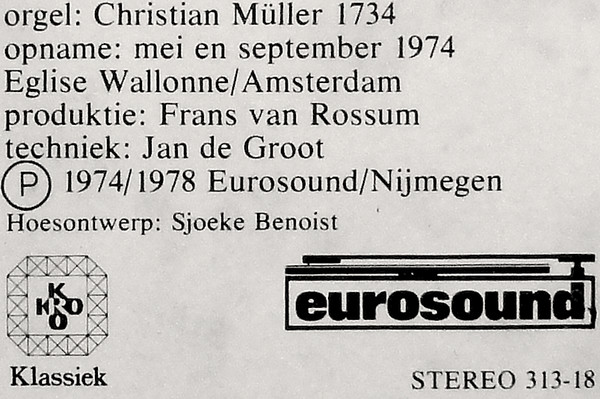 orgel: Christian Müller 1734
opname: mei en september 1974
Eglise Wallonne/Amsterdam
produktie: Frans van Rossum
techniek: Jan de Groot
Ⓟ 1974/1978 Eurosound/Nijmegen
Hoesontwerp: Sjoeke Benoist
KRO
KRO
Klassiek
eurosound
STEREO 313-18